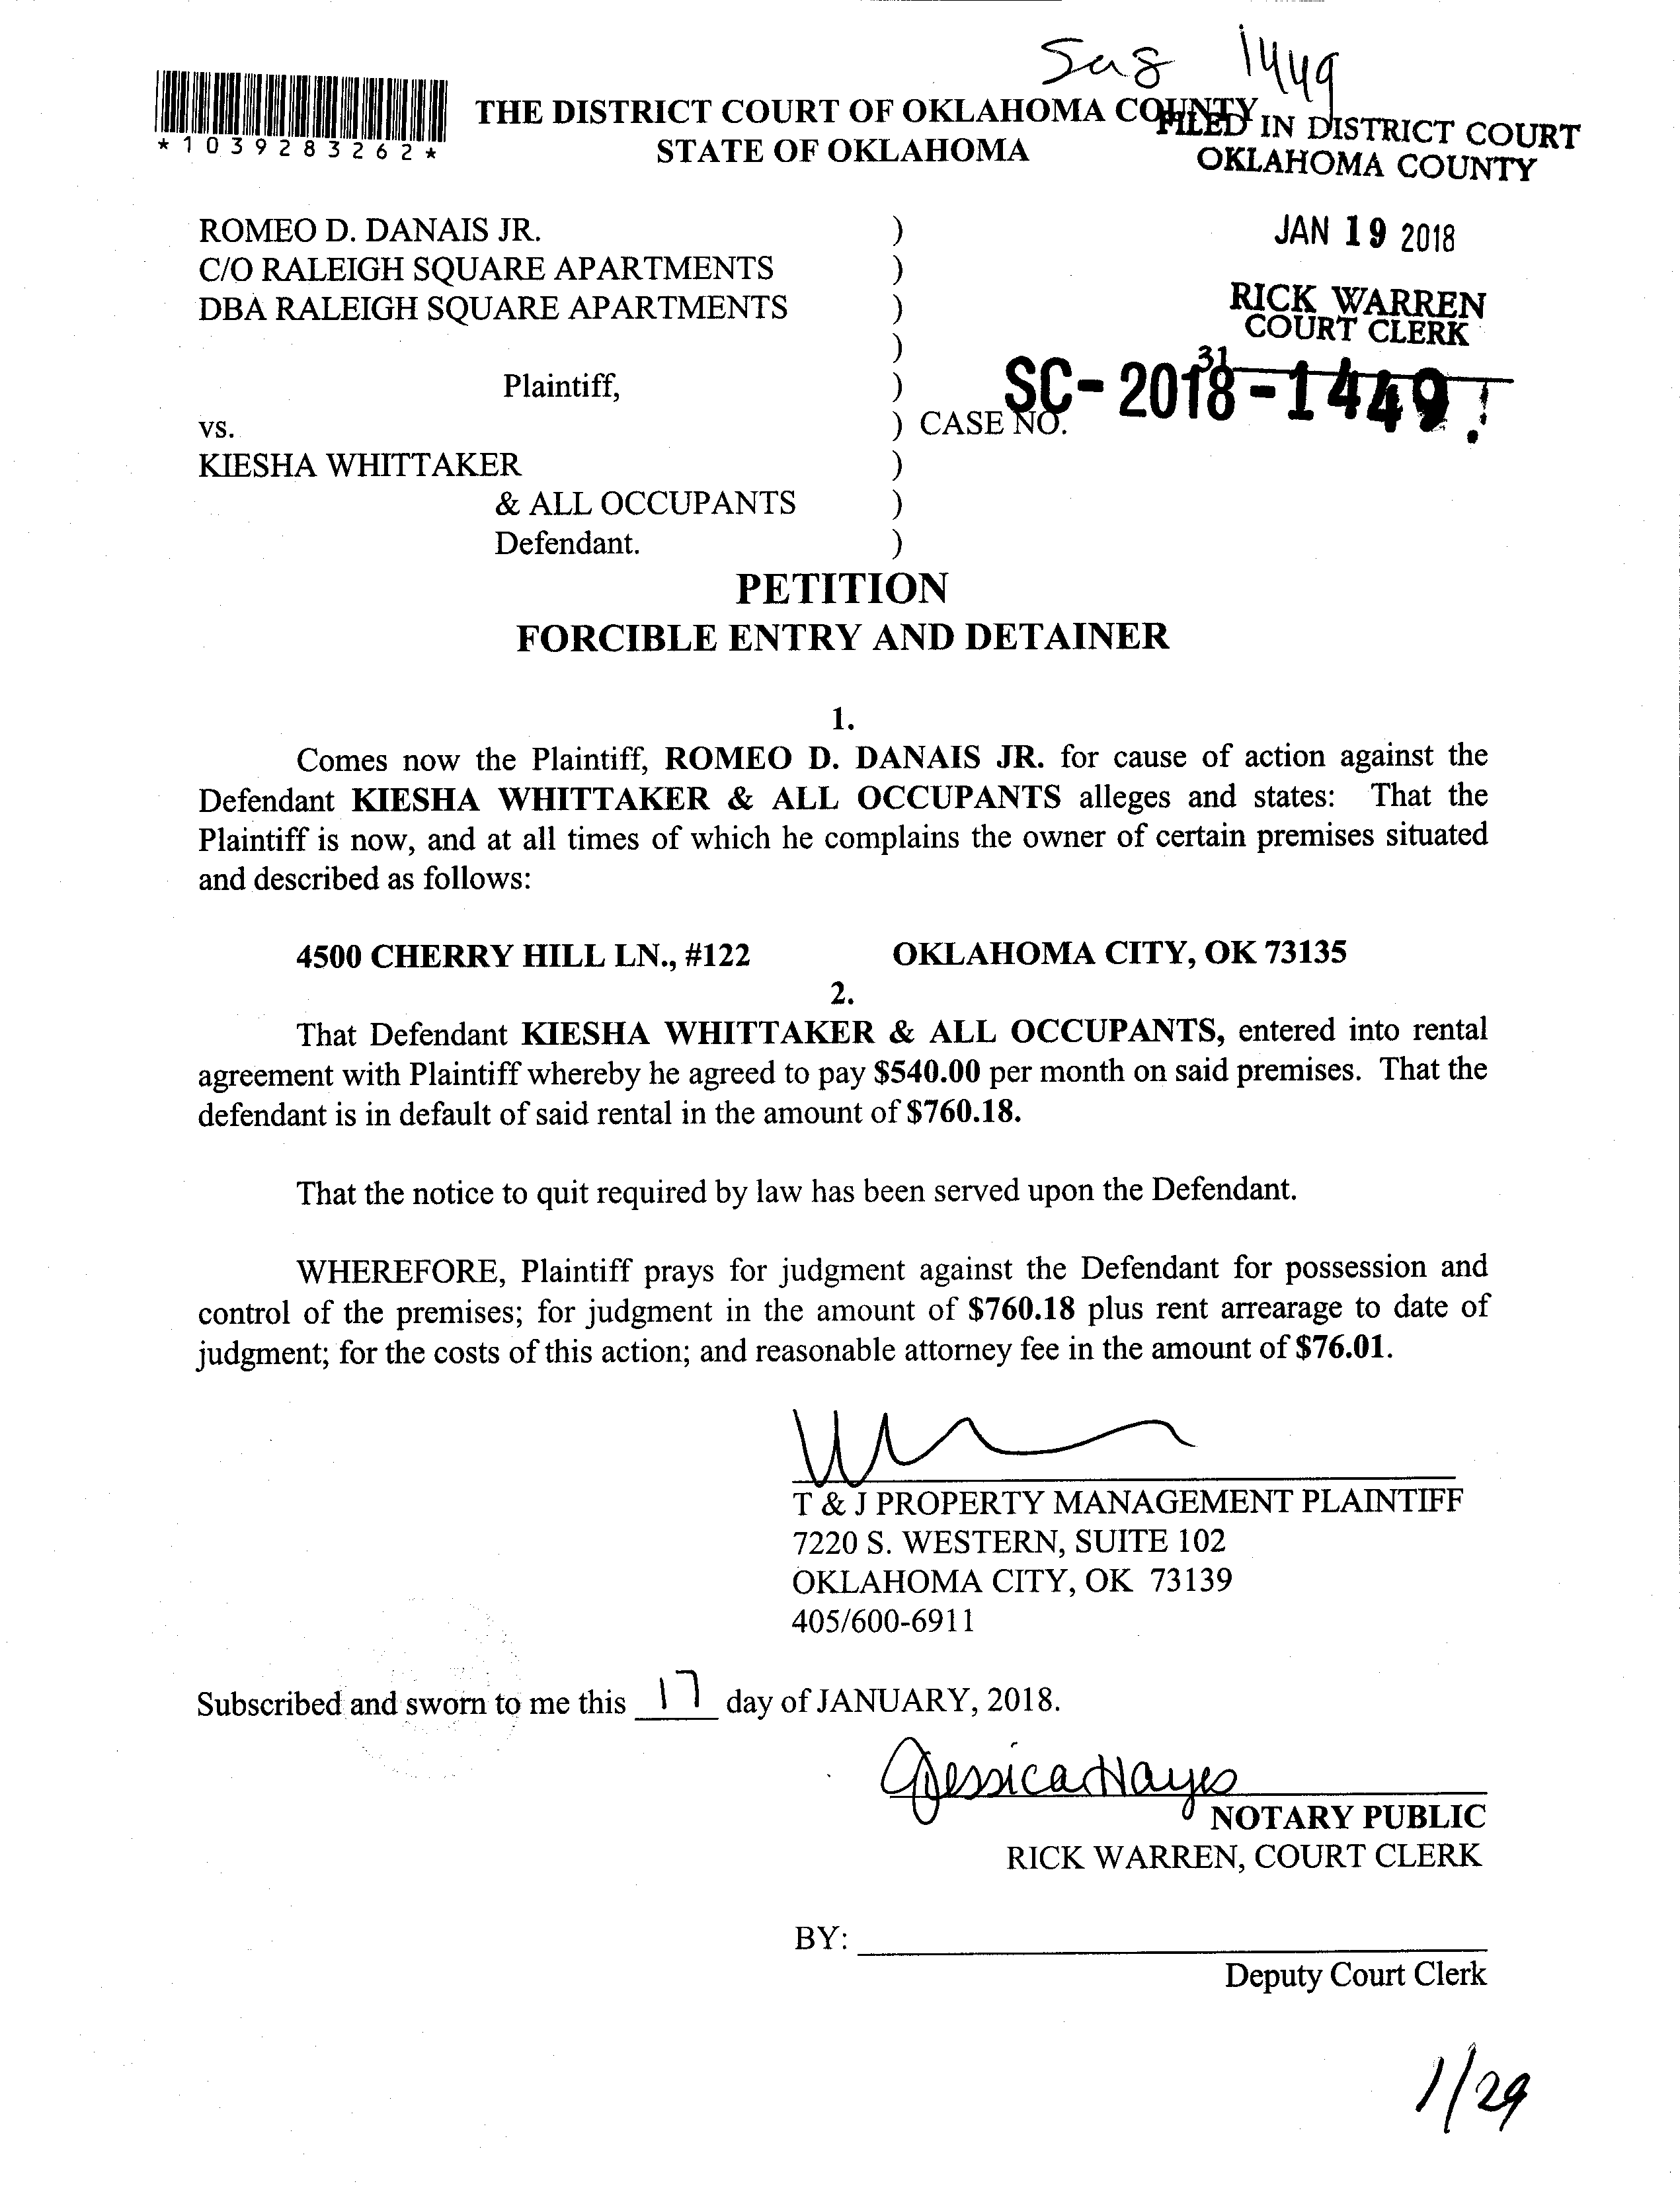 1449
*1039283262*
THE DISTRICT COURT OF OKLAHOMA COUNTY
STATE OF OKLAHOMA
FILED IN DISTRICT COURT
OKLAHOMA COUNTY
JAN 19 2018
RICK WARREN
COURT CLERK
31
SC-2018-1449
ROMEO D. DANAIS JR. )
C/O RALEIGH SQUARE APARTMENTS )
DBA RALEIGH SQUARE APARTMENTS )
)
Plaintiff, )
vs. ) CASE NO.
KIESHA WHITTAKER )
& ALL OCCUPANTS )
Defendant. )
PETITION
FORCIBLE ENTRY AND DETAINER
1.
Comes now the Plaintiff, ROMEO D. DANAIS JR. for cause of action against the
Defendant KIESHA WHITTAKER & ALL OCCUPANTS alleges and states: That the
Plaintiff is now, and at all times of which he complains the owner of certain premises situated
and described as follows:
4500 CHERRY HILL LN., #122 OKLAHOMA CITY, OK 73135
2.
That Defendant KIESHA WHITTAKER & ALL OCCUPANTS, entered into rental
agreement with Plaintiff whereby he agreed to pay $540.00 per month on said premises. That the
defendant is in default of said rental in the amount of $760.18.
That the notice to quit required by law has been served upon the Defendant.
WHEREFORE, Plaintiff prays for judgment against the Defendant for possession and
control of the premises; for judgment in the amount of $760.18 plus rent arrearage to date of
judgment; for the costs of this action; and reasonable attorney fee in the amount of $76.01.
T & J PROPERTY MANAGEMENT PLAINTIFF
7220 S. WESTERN, SUITE 102
OKLAHOMA CITY, OK 73139
405/600-6911
Subscribed and sworn to me this 17 day of JANUARY, 2018.
Jessica Hayes
NOTARY PUBLIC
RICK WARREN, COURT CLERK
BY:
Deputy Court Clerk
1/29